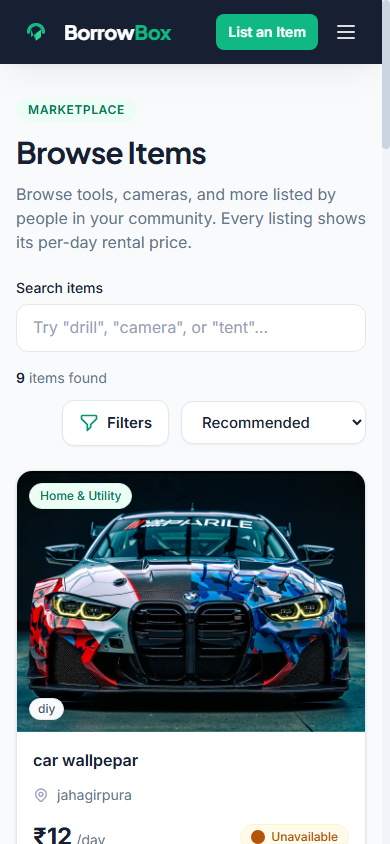 BorrowBox
List an Item
MARKETPLACE
Browse Items
Browse tools, cameras, and more listed by
people in your community. Every listing shows
its per-day rental price.
Search items
Try "drill", "camera", or "tent"...
9 items found
Filters
Recommended
Home & Utility
diy
car wallpepar
jahagirpura
₹12 /day
Unavailable